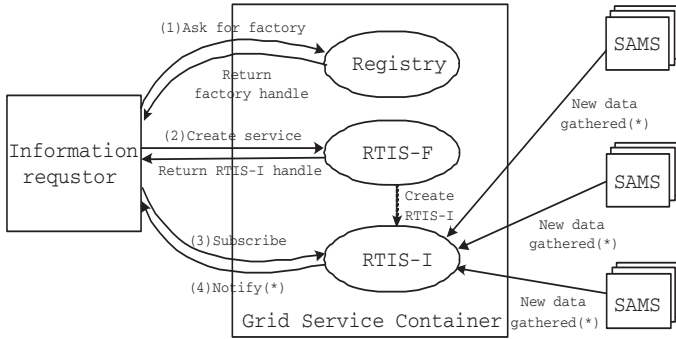 (1)Ask for factory
Return
factory handle
Registry
SAMS
New data
gathered(*)
Information
requstor
(2)Create service
Return RTIS-I handle
RTIS-F
Create
RTIS-I
SAMS
New data
gathered(*)
(3)Subscribe
(4)Notify(*)
RTIS-I
SAMS
New data
gathered(*)
Grid Service Container